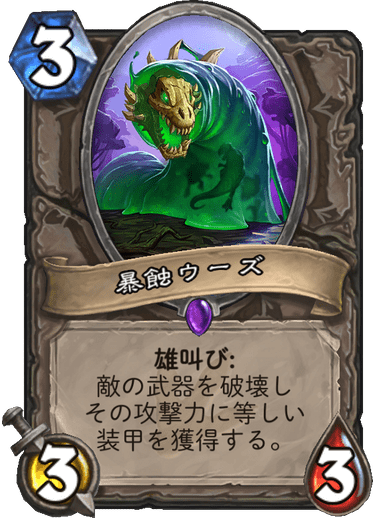 3
暴蝕ウーズ
雄叫び:
敵の武器を破壊し
その攻撃力に等しい
装甲を獲得する。
3
3